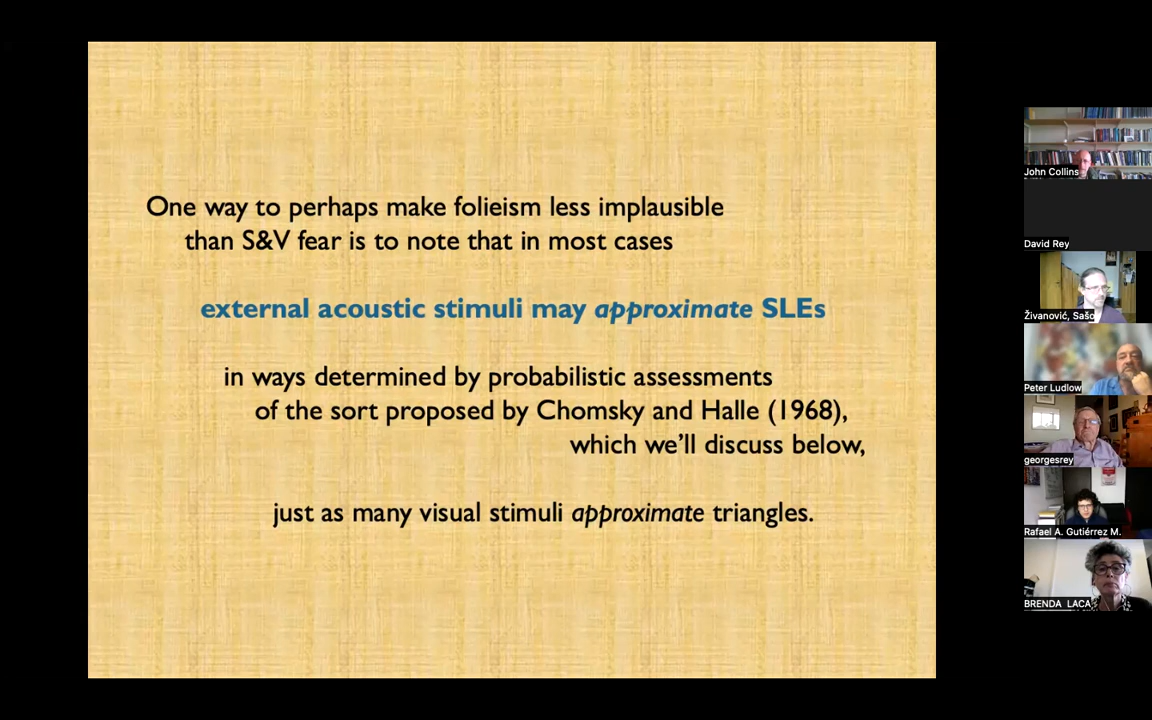 One way to perhaps make folieism less implausible
than S&V fear is to note that in most cases
external acoustic stimuli may approximate SLEs
in ways determined by probabilistic assessments
of the sort proposed by Chomsky and Halle (1968),
which we’ll discuss below,
just as many visual stimuli approximate triangles.
John Collins
David Rey
Živanović, Sašo
Peter Ludlow
georgesrey
Rafael A. Gutiérrez M.
BRENDA LACA